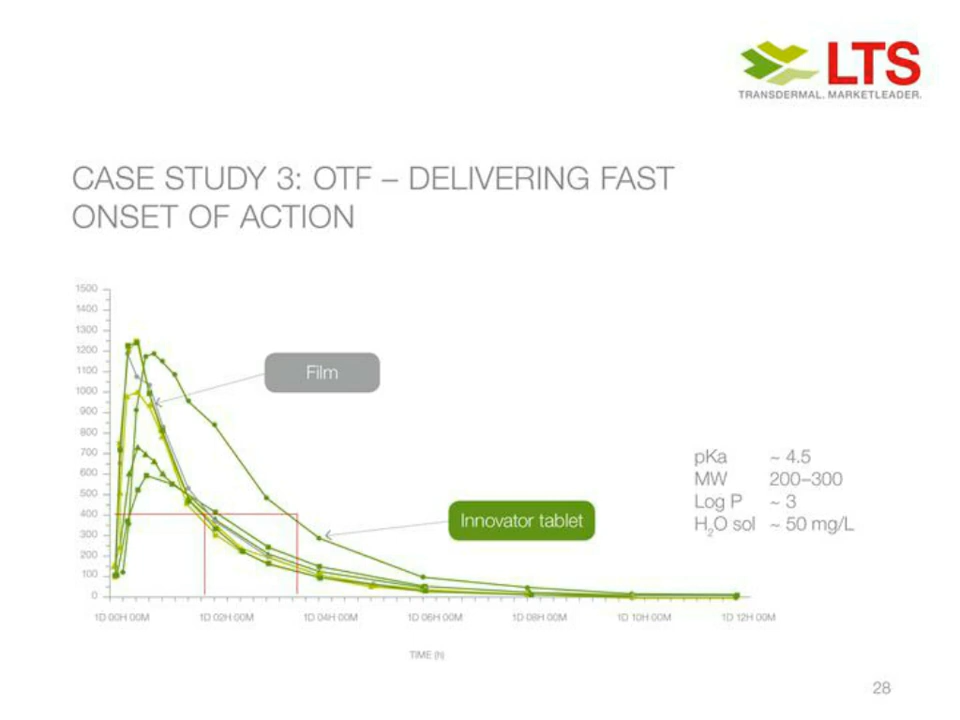 LTS
TRANSDERMAL. MARKETLEADER.
CASE STUDY 3: OTF – DELIVERING FAST
ONSET OF ACTION
1500
1400
1300
1200
1100
1000
900
800
700
600
500
400
300
200
100
0
Film
Innovator tablet
pKa ~ 4.5
MW 200–300
Log P ~ 3
H₂O sol ~ 50 mg/L
1D 00H 00M 1D 02H 00M 1D 04H 00M 1D 06H 00M 1D 08H 00M 1D 10H 00M 1D 12H 00M
TIME (h)
28